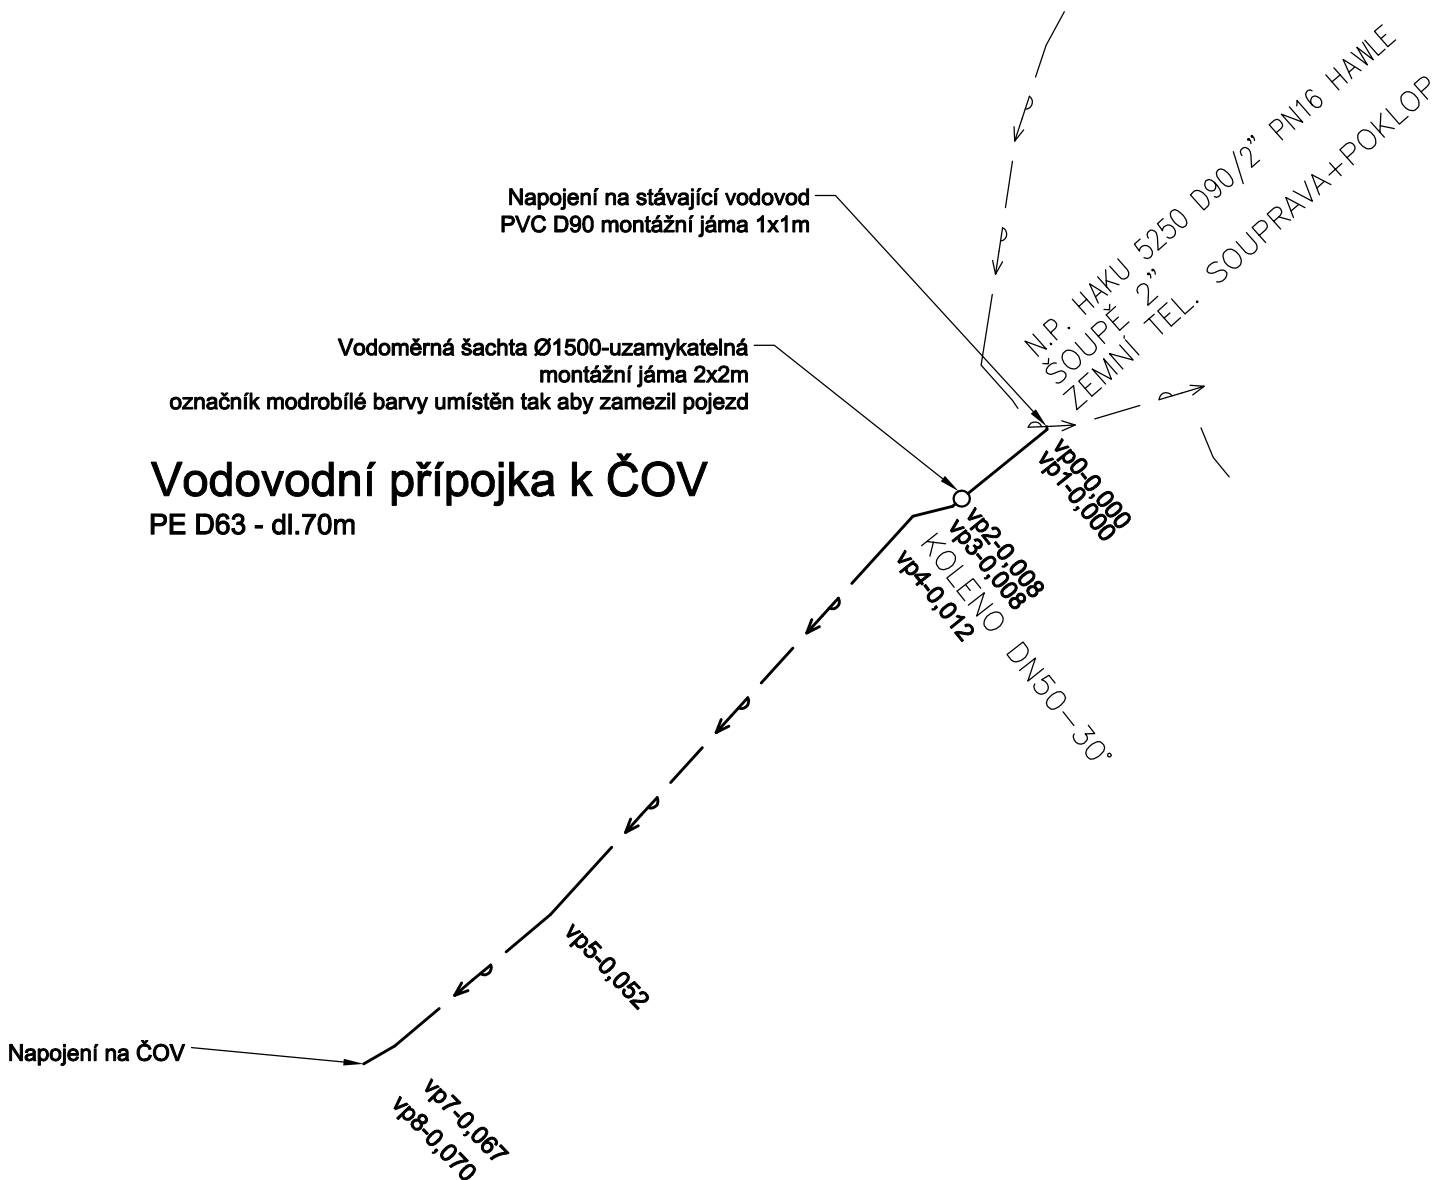 N.P. HAKU 5250 D90/2" PN16 HAWLE
ŠOUPĚ 2"
ZEMNÍ TEL. SOUPRAVA+POKLOP
Napojení na stávající vodovod
PVC D90 montážní jáma 1x1m
Vodoměrná šachta Ø1500-uzamykatelná
montážní jáma 2x2m
označník modrobílé barvy umístěn tak aby zamezil pojezd
Vodovodní přípojka k ČOV
PE D63 - dl.70m
vp0-0,000
vp1-0,000
vp2-0,008
vp3-0,008
KOLENO DN50-30°
vp4-0,012
vp5-0,052
Napojení na ČOV
vp7-0,067
vp8-0,070